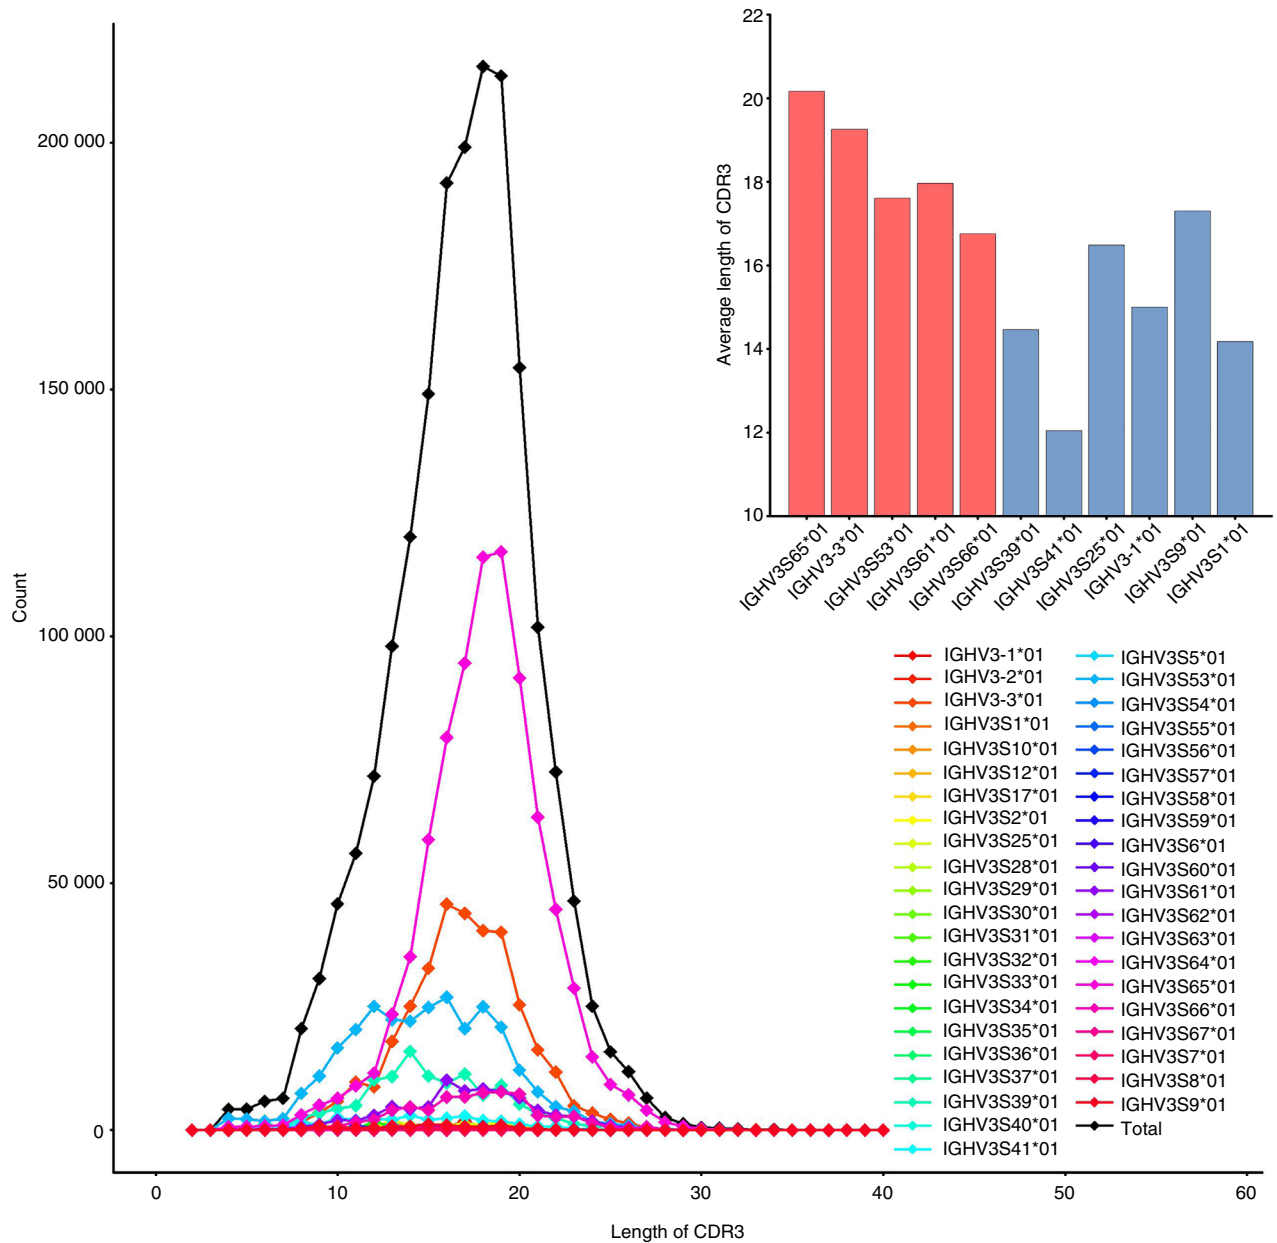 200 000
150 000
100 000
50 000
0
Count
0 10 20 30 40 50 60
Length of CDR3
22
20
18
16
14
12
10
Average length of CDR3
IGHV3S65*01
IGHV3-3*01
IGHV3S53*01
IGHV3S61*01
IGHV3S66*01
IGHV3S39*01
IGHV3S41*01
IGHV3S25*01
IGHV3-1*01
IGHV3S9*01
IGHV3S1*01
IGHV3-1*01
IGHV3-2*01
IGHV3-3*01
IGHV3S1*01
IGHV3S10*01
IGHV3S12*01
IGHV3S17*01
IGHV3S2*01
IGHV3S25*01
IGHV3S28*01
IGHV3S29*01
IGHV3S30*01
IGHV3S31*01
IGHV3S32*01
IGHV3S33*01
IGHV3S34*01
IGHV3S35*01
IGHV3S36*01
IGHV3S37*01
IGHV3S39*01
IGHV3S40*01
IGHV3S41*01
IGHV3S5*01
IGHV3S53*01
IGHV3S54*01
IGHV3S55*01
IGHV3S56*01
IGHV3S57*01
IGHV3S58*01
IGHV3S59*01
IGHV3S6*01
IGHV3S60*01
IGHV3S61*01
IGHV3S62*01
IGHV3S63*01
IGHV3S64*01
IGHV3S65*01
IGHV3S66*01
IGHV3S67*01
IGHV3S7*01
IGHV3S8*01
IGHV3S9*01
Total